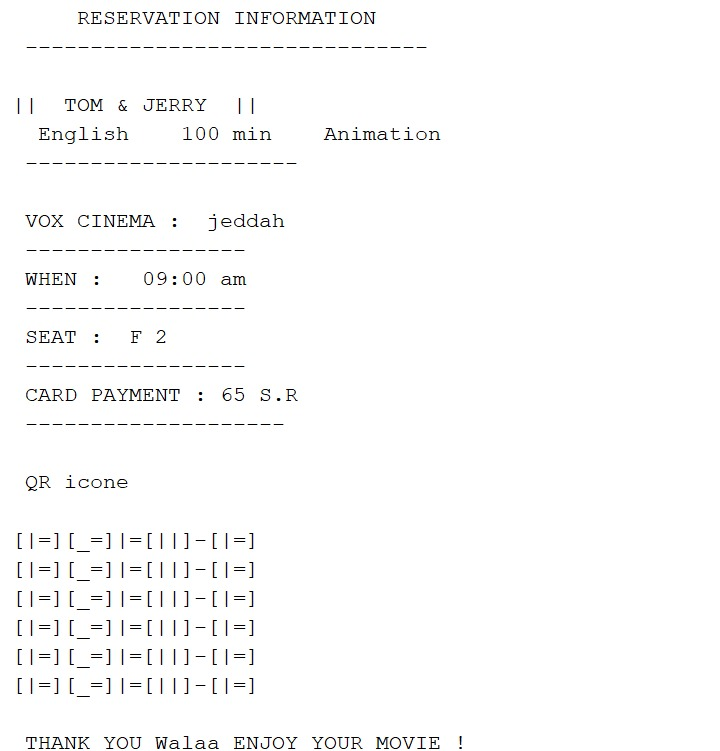 RESERVATION INFORMATION
-------------------------------
||  TOM & JERRY  ||
English    100 min    Animation
---------------------
VOX CINEMA :  jeddah
-----------------
WHEN :   09:00 am
-----------------
SEAT :  F 2
-----------------
CARD PAYMENT : 65 S.R
--------------------
QR icone
[|=][_=]|=[||]-[|=]
[|=][_=]|=[||]-[|=]
[|=][_=]|=[||]-[|=]
[|=][_=]|=[||]-[|=]
[|=][_=]|=[||]-[|=]
[|=][_=]|=[||]-[|=]
THANK YOU Walaa ENJOY YOUR MOVIE !